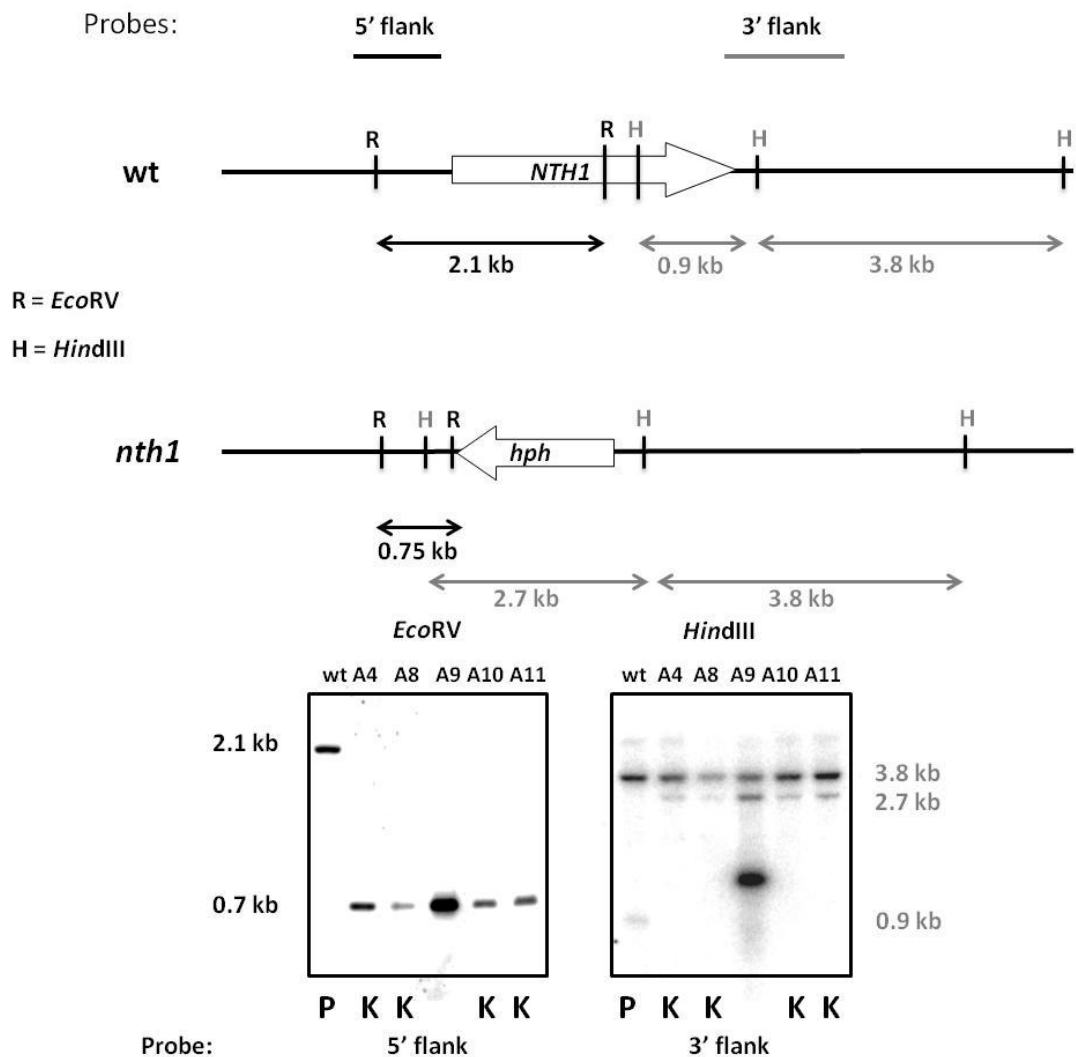 Probes: 5’ flank 3’ flank
R R H H H
wt NTH1
2.1 kb 0.9 kb 3.8 kb
R = EcoRV
H = HindIII
R H R H H
nth1 hph
0.75 kb
2.7 kb 3.8 kb
EcoRV HindIII
wt A4 A8 A9 A10 A11 wt A4 A8 A9 A10 A11
2.1 kb 3.8 kb
2.7 kb
0.7 kb 0.9 kb
P K K K K P K K K K
Probe: 5’ flank 3’ flank